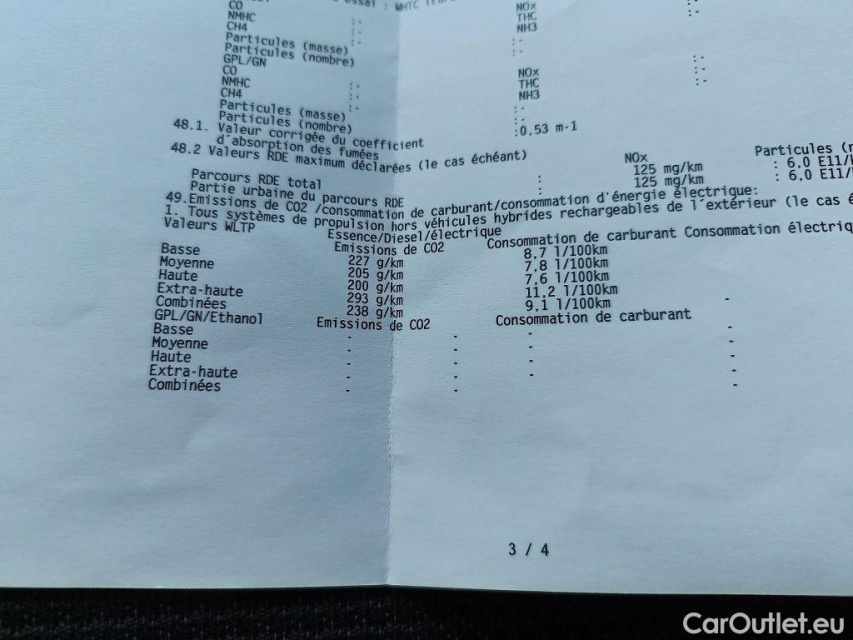 CO
NMHC
CH4
Particules (masse)
Particules (nombre)
GPL/GN
CO
NMHC
CH4
Particules (masse)
Particules (nombre)
NOx
THC
NH3
NOx
THC
NH3
48.1. Valeur corrigée du coefficient
d'absorption des fumées
:0,53 m-1
48.2 Valeurs RDE maximum déclarées (le cas échéant)
NOx Particules
Parcours RDE total : 125 mg/km : 6,0 E11/
Partie urbaine du parcours RDE : 125 mg/km : 6,0 E11/
49.Emissions de CO2 /consommation de carburant/consommation d'énergie électrique:
1. Tous systèmes de propulsion hors véhicules hybrides rechargeables de l'extérieur (le cas
Valeurs WLTP Essence/Diesel/électrique
Emissions de CO2 Consommation de carburant Consommation électriq
Basse 227 g/km 8,7 l/100km
Moyenne 205 g/km 7,8 l/100km
Haute 200 g/km 7,6 l/100km
Extra-haute 293 g/km 11,2 l/100km
Combinées 238 g/km 9,1 l/100km -
GPL/GN/Ethanol Emissions de CO2 Consommation de carburant
Basse - - - -
Moyenne - - - -
Haute - - - -
Extra-haute - - - -
Combinées - - -
3 / 4
CarOutlet.eu